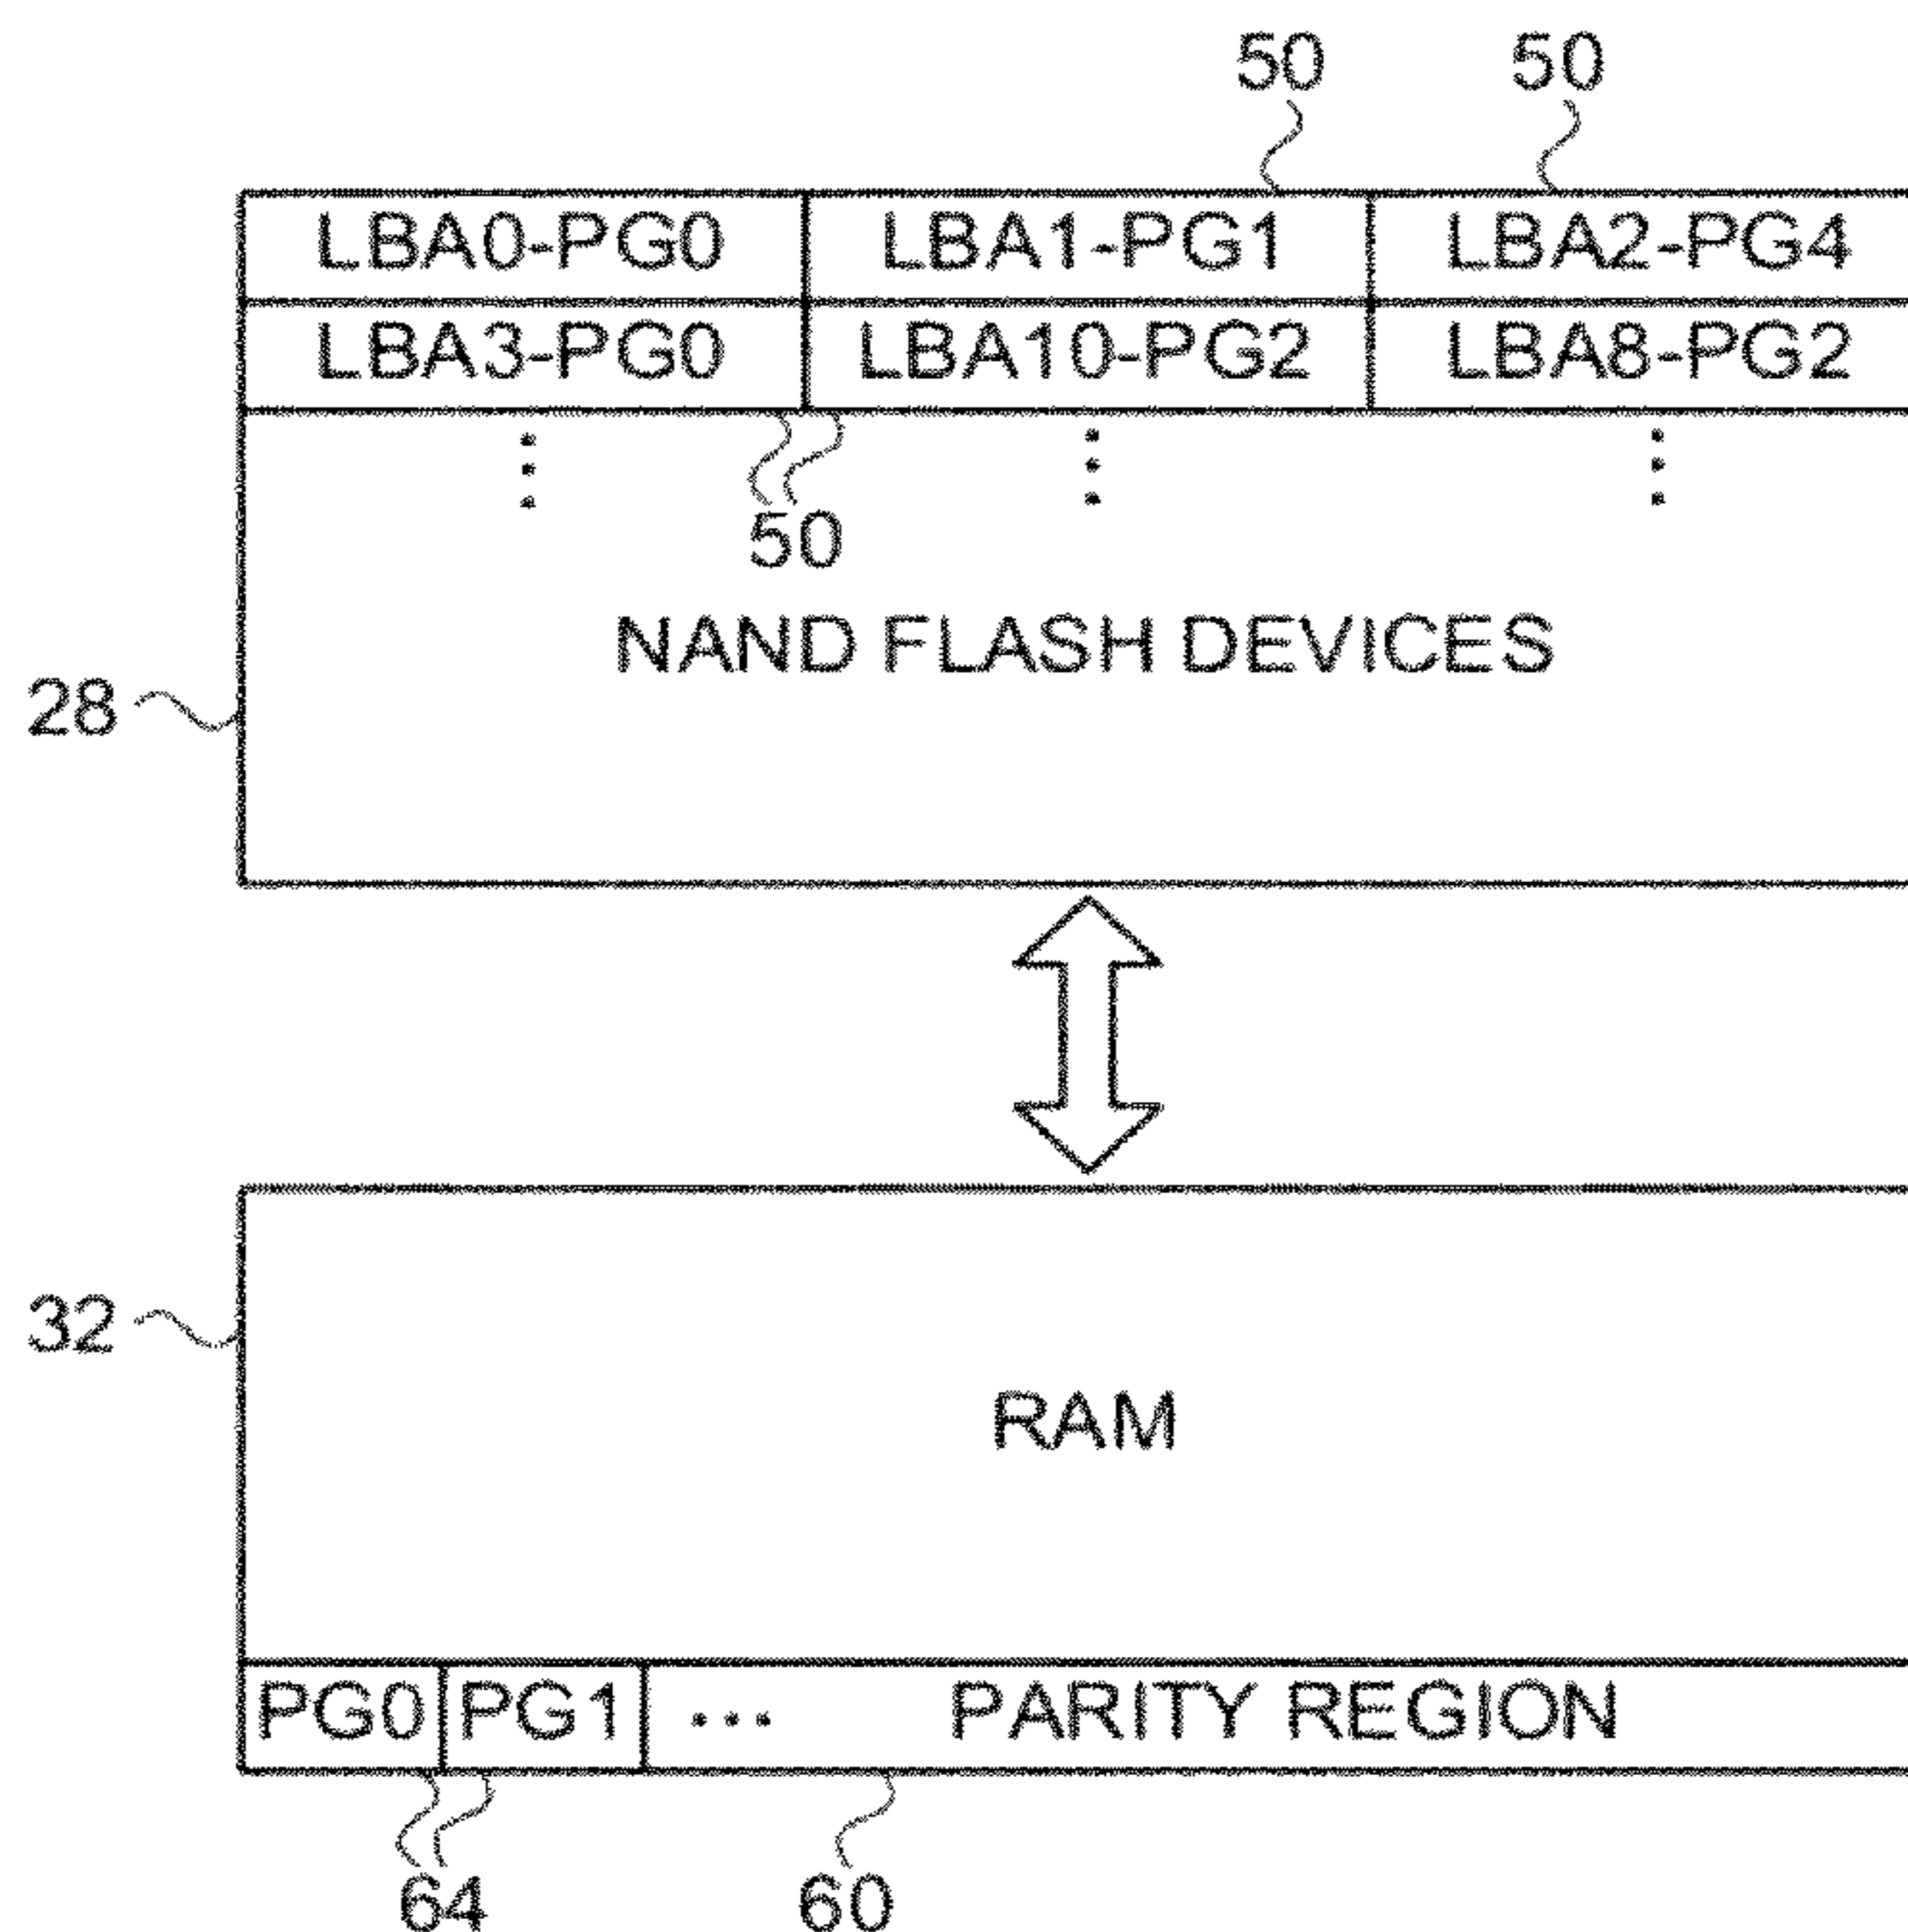 50 50
LBA0-PG0 LBA1-PG1 LBA2-PG4
LBA3-PG0 LBA10-PG2 LBA8-PG2
50
NAND FLASH DEVICES
28
32
RAM
PG0 PG1 ... PARITY REGION
64 60